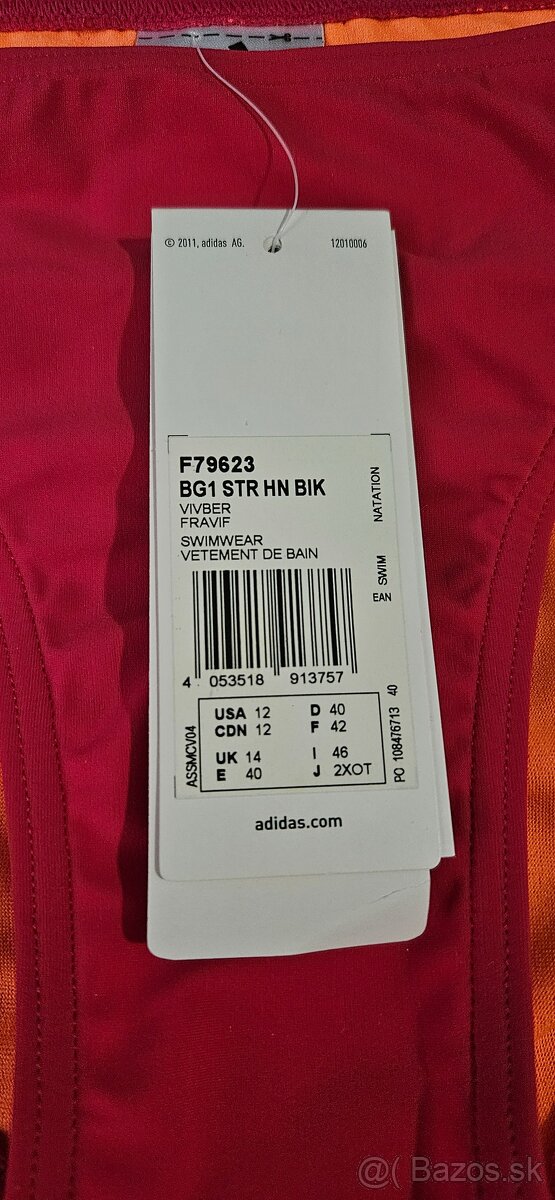 © 2011, adidas AG. 12010006
F79623
BG1 STR HN BIK
VIVBER
FRAVIF
SWIMWEAR
VETEMENT DE BAIN
EAN SWIM NATATION
4 053518 913757
ASSMCV04
USA 12 D 40
CDN 12 F 42
UK 14 I 46
E 40 J 2XOT
PO 108476713 40
adidas.com
@( Bazos.sk